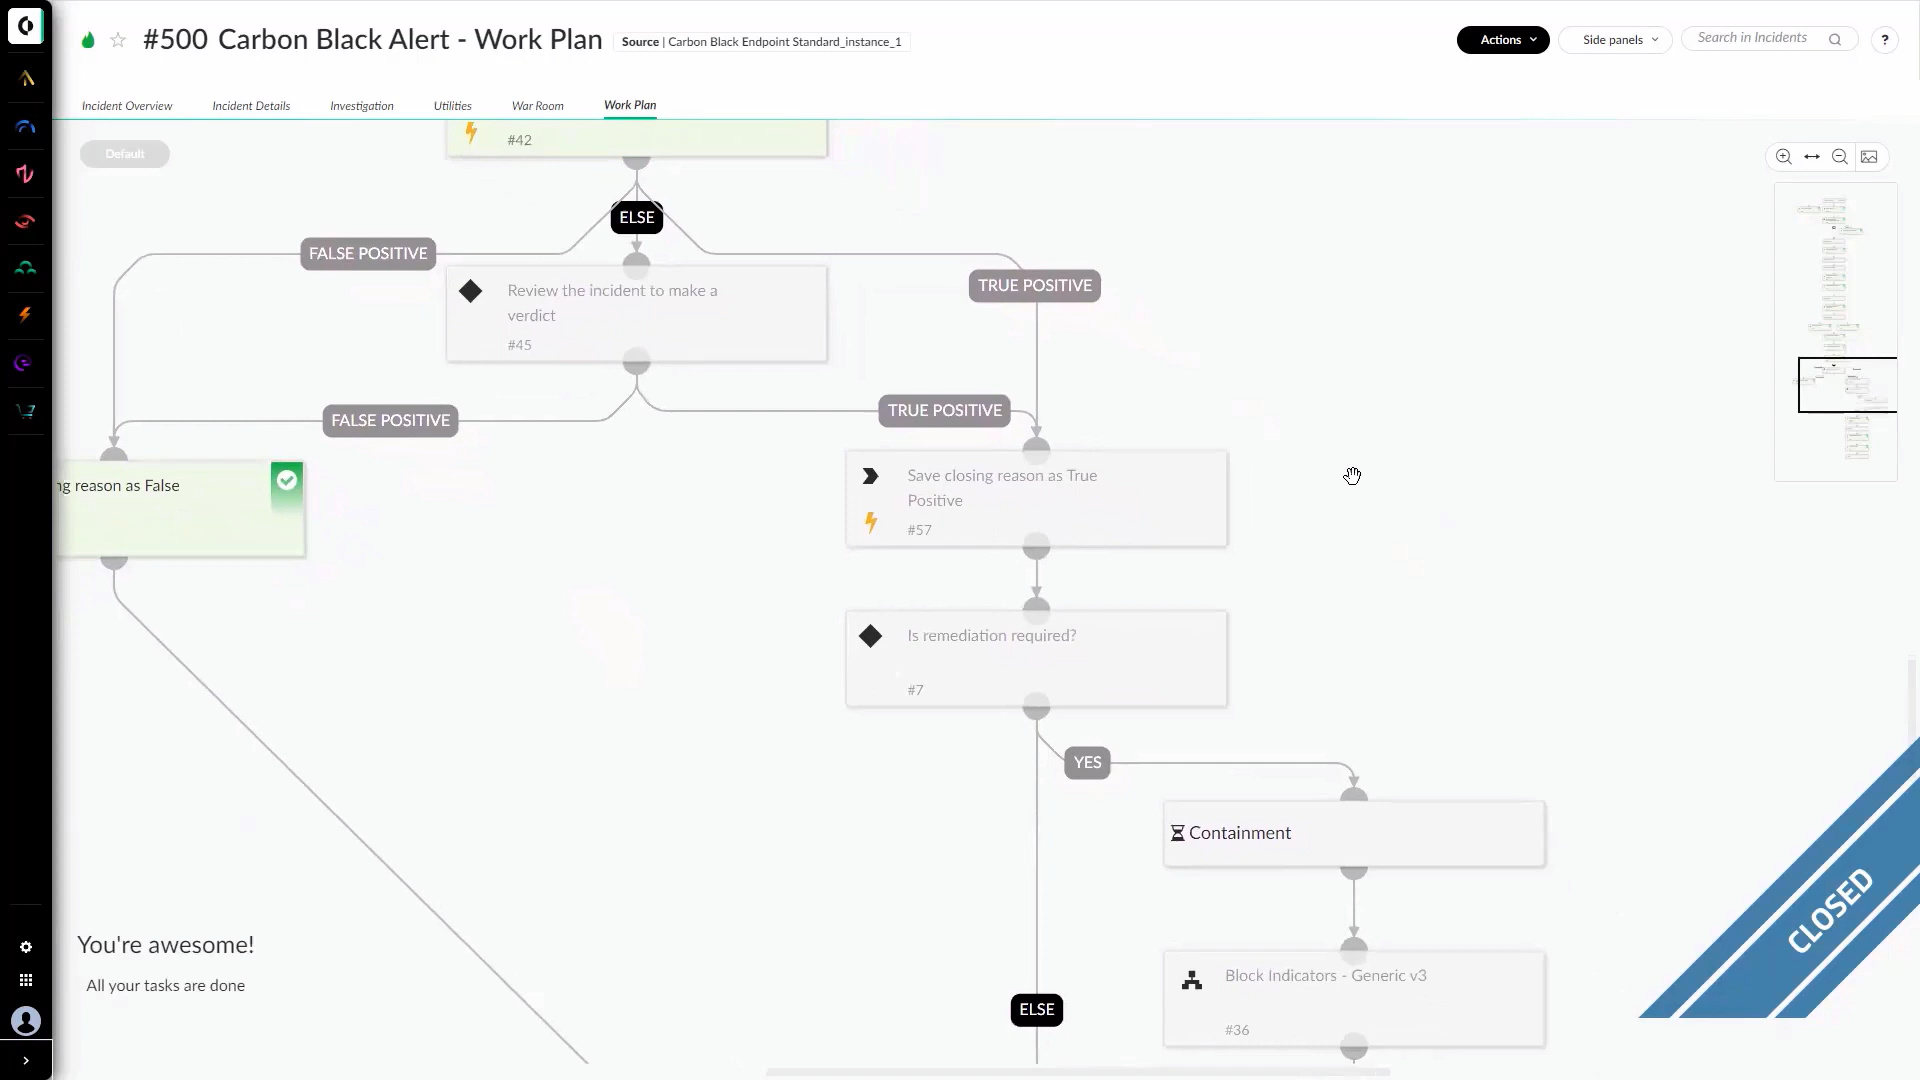 #500 Carbon Black Alert - Work Plan
Source | Carbon Black Endpoint Standard_instance_1
Actions
Side panels
Search in Incidents
?
Incident Overview
Incident Details
Investigation
Utilities
War Room
Work Plan
Default
#42
ELSE
FALSE POSITIVE
TRUE POSITIVE
Review the incident to make a
verdict
#45
FALSE POSITIVE
TRUE POSITIVE
ng reason as False
Save closing reason as True
Positive
#57
Is remediation required?
#7
YES
Containment
CLOSED
You're awesome!
All your tasks are done
Block Indicators - Generic v3
#36
ELSE